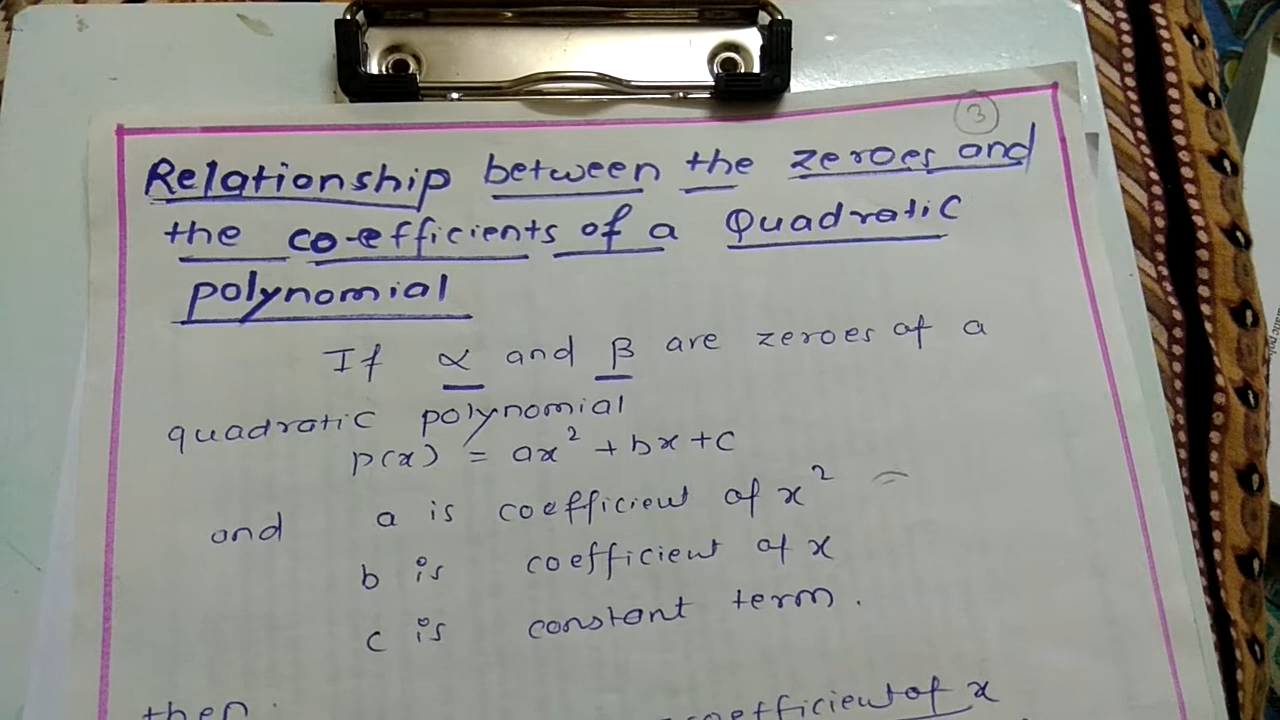 3
Relationship between the zeroes and
the co-efficients of a Quadratic
polynomial
If α and β are zeroes of a
quadratic polynomial
p(x) = ax² + bx + c
and a is coefficient of x²
b is coefficient of x
c is constant term.
then coefficient of x